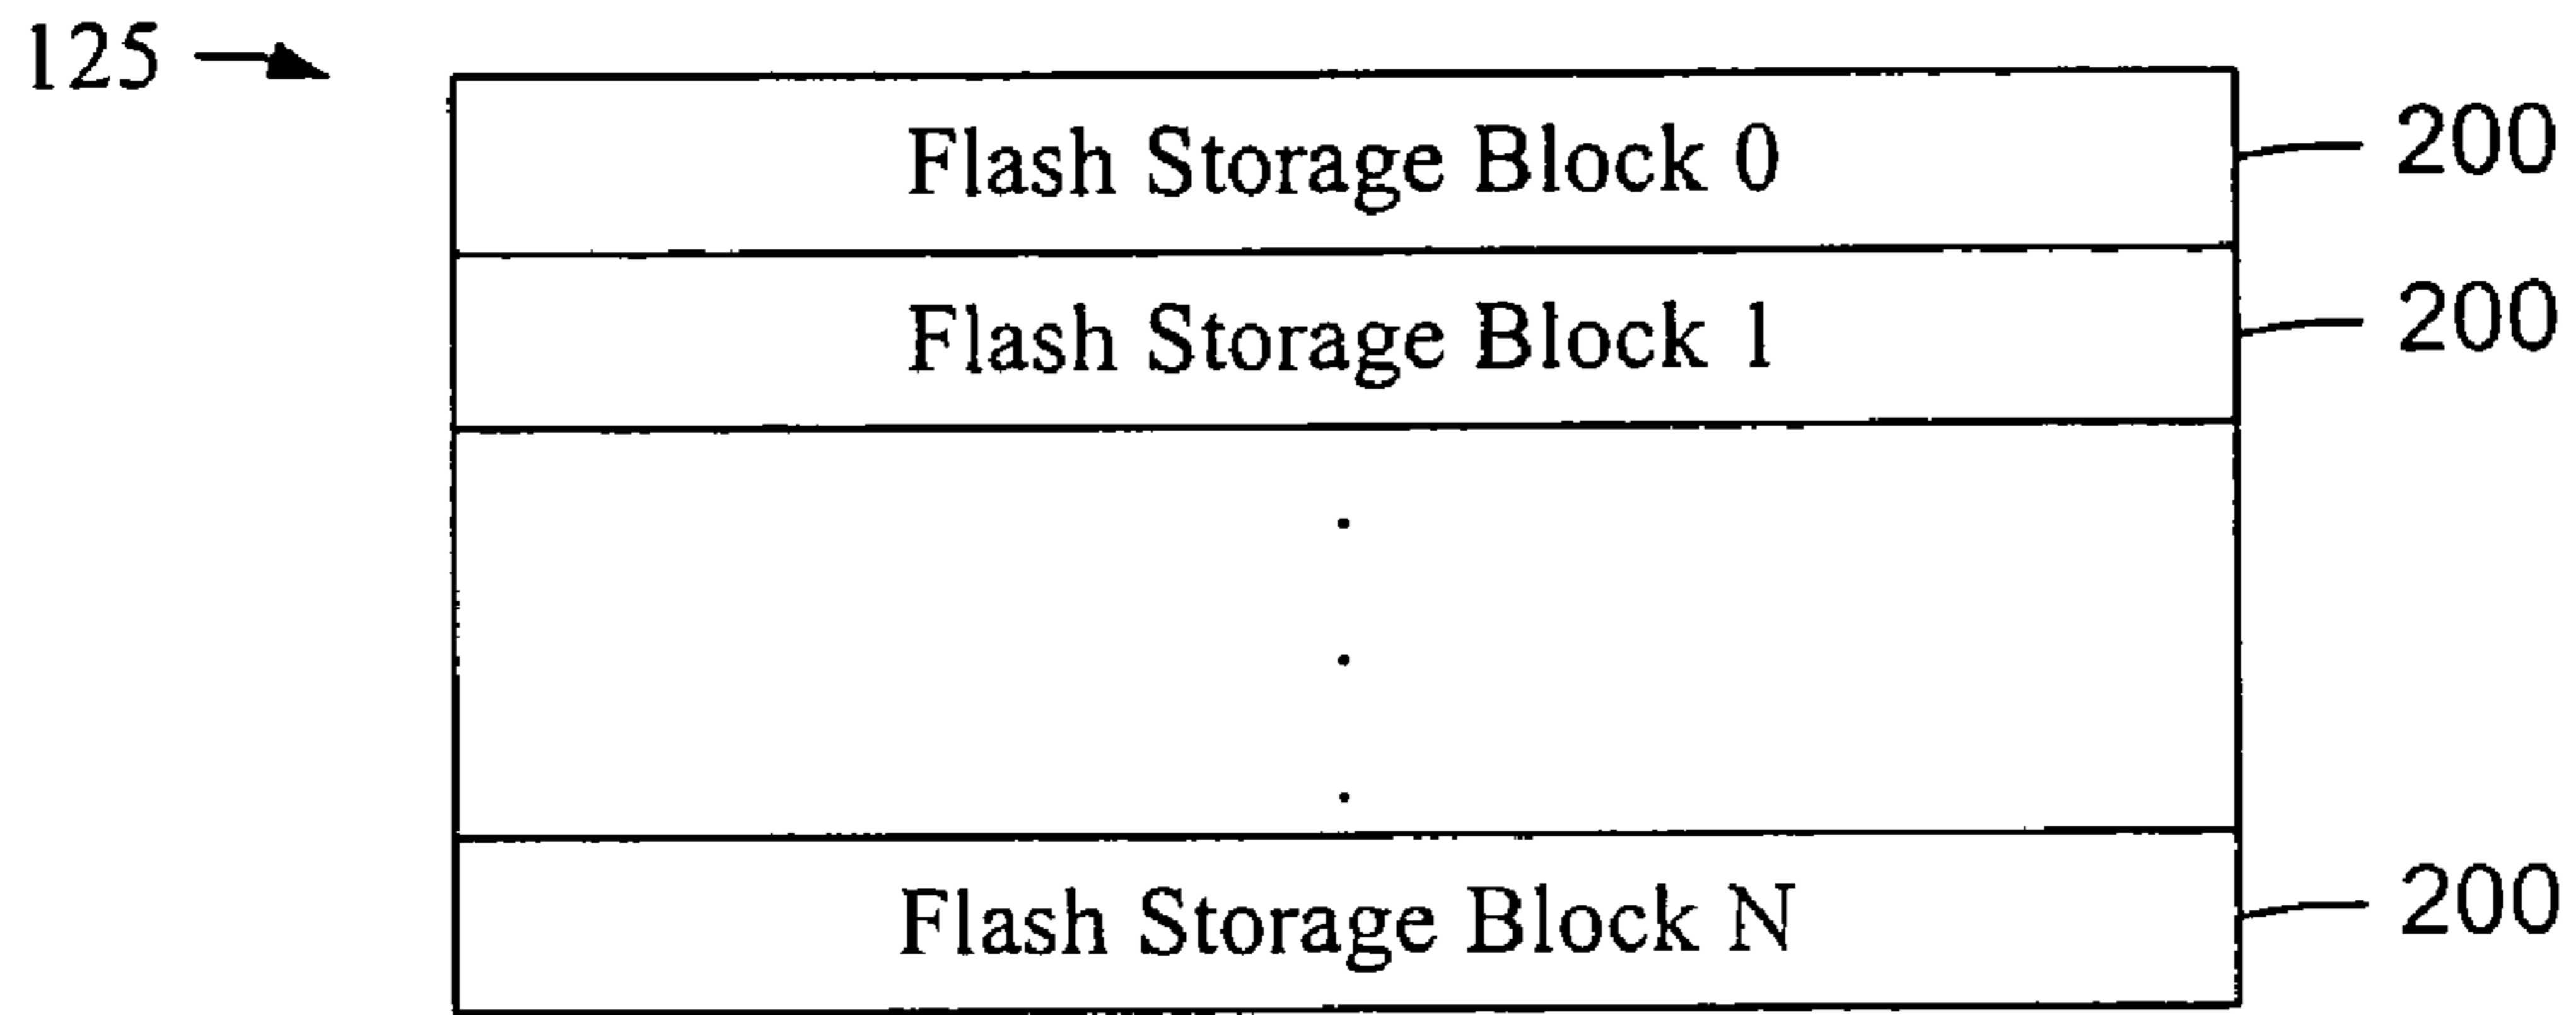 125
Flash Storage Block 0 200
Flash Storage Block 1 200
.
.
.
Flash Storage Block N 200